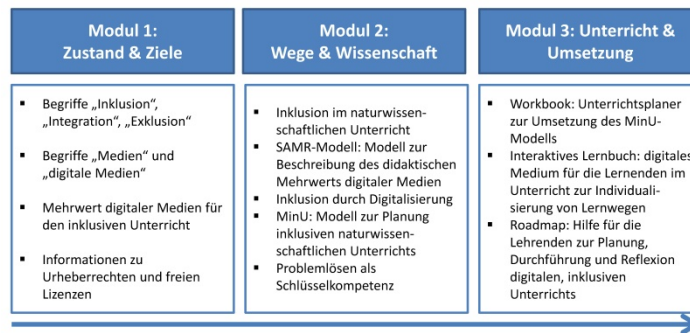 Modul 1:
Zustand & Ziele
▪ Begriffe „Inklusion“,
„Integration“, „Exklusion“
▪ Begriffe „Medien“ und
„digitale Medien“
▪ Mehrwert digitaler Medien für
den inklusiven Unterricht
▪ Informationen zu
Urheberrechten und freien
Lizenzen
Modul 2:
Wege & Wissenschaft
▪ Inklusion im naturwissen-
schaftlichen Unterricht
▪ SAMR-Modell: Modell zur
Beschreibung des didaktischen
Mehrwerts digitaler Medien
▪ Inklusion durch Digitalisierung
▪ MinU: Modell zur Planung
inklusiven naturwissen-
schaftlichen Unterrichts
▪ Problemlösen als
Schlüsselkompetenz
Modul 3: Unterricht &
Umsetzung
▪ Workbook: Unterrichtsplaner
zur Umsetzung des MinU-
Modells
▪ Interaktives Lernbuch: digitales
Medium für die Lernenden im
Unterricht zur Individuali-
sierung von Lernwegen
▪ Roadmap: Hilfe für die
Lehrenden zur Planung,
Durchführung und Reflexion
digitalen, inklusiven
Unterrichts